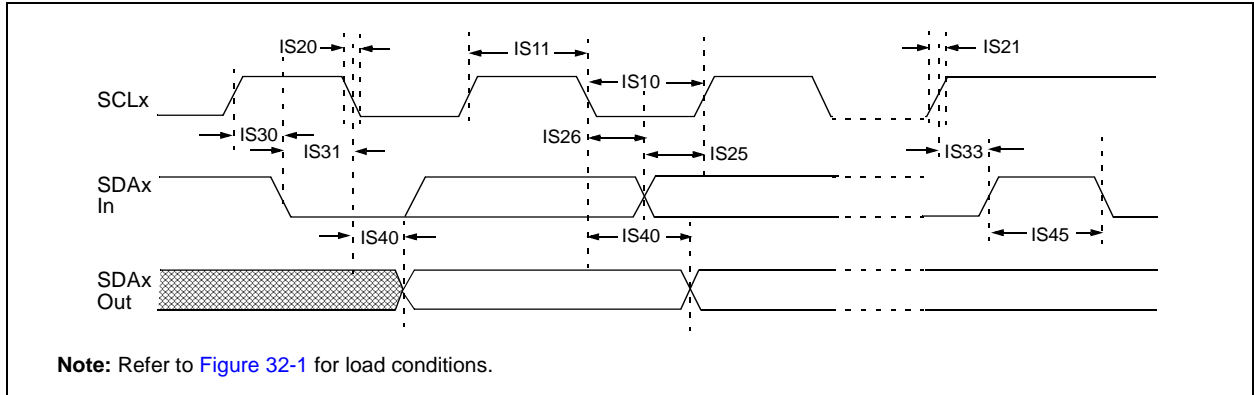 IS20
IS11
IS21
IS10
SCLx
IS30
IS26
IS31
IS25
IS33
SDAx
In
IS40
IS40
IS45
SDAx
Out
Note: Refer to Figure 32-1 for load conditions.